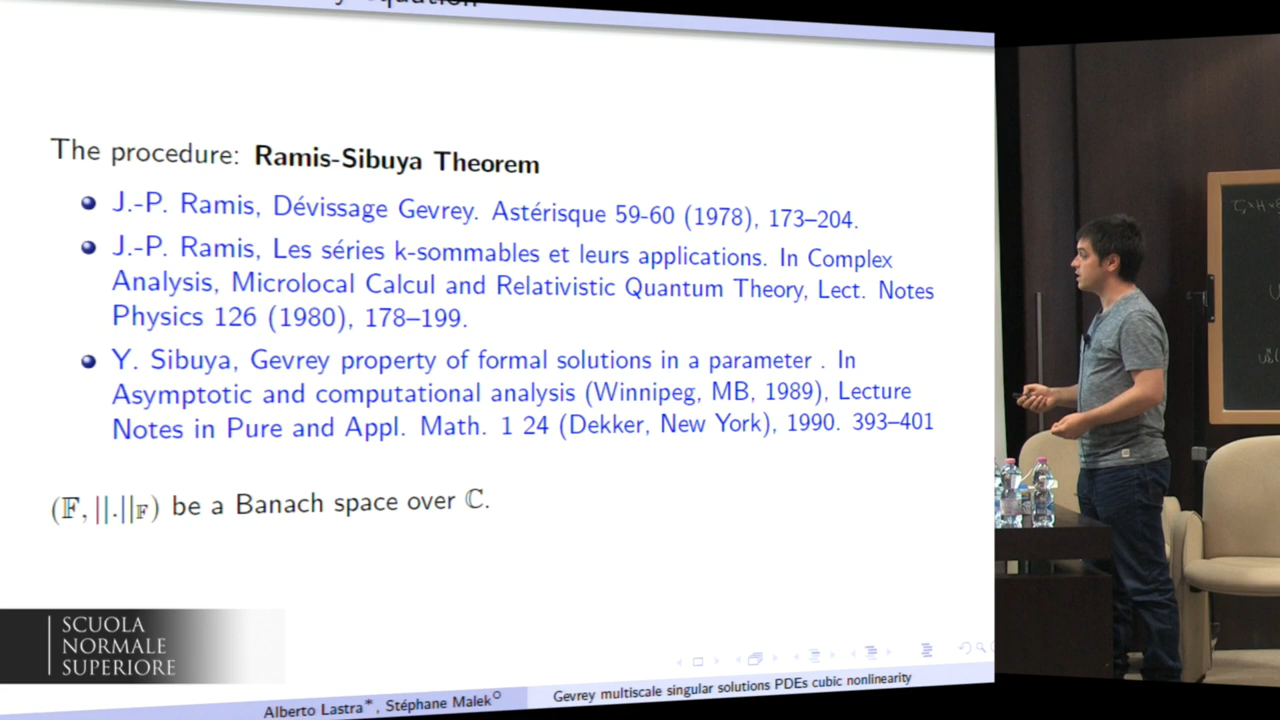 equation
The procedure: Ramis-Sibuya Theorem
J.-P. Ramis, Dévissage Gevrey. Astérisque 59-60 (1978), 173–204.
J.-P. Ramis, Les séries k-sommables et leurs applications. In Complex
Analysis, Microlocal Calcul and Relativistic Quantum Theory, Lect. Notes
Physics 126 (1980), 178–199.
Y. Sibuya, Gevrey property of formal solutions in a parameter . In
Asymptotic and computational analysis (Winnipeg, MB, 1989), Lecture
Notes in Pure and Appl. Math. 1 24 (Dekker, New York), 1990. 393–401
(𝔽, ||.||𝔽) be a Banach space over ℂ.
SCUOLA
NORMALE
SUPERIORE
Alberto Lastra*, Stéphane Malek○
Gevrey multiscale singular solutions PDEs cubic nonlinearity